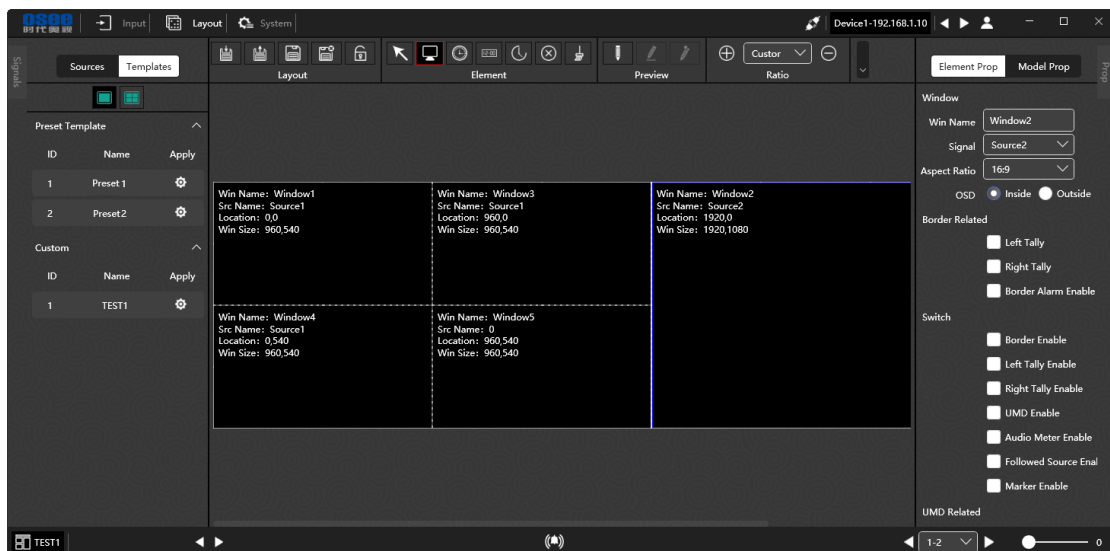 DSEE
时代奥视
Input
Layout
System
Device1-192.168.1.10
Signals
Sources
Templates
Layout
Element
Preview
Custor
Ratio
Element Prop
Model Prop
Prop
Preset Template
ID Name Apply
1 Preset1
2 Preset2
Custom
ID Name Apply
1 TEST1
Win Name: Window1
Src Name: Source1
Location: 0,0
Win Size: 960,540
Win Name: Window3
Src Name: Source1
Location: 960,0
Win Size: 960,540
Win Name: Window2
Src Name: Source2
Location: 1920,0
Win Size: 1920,1080
Win Name: Window4
Src Name: Source1
Location: 0,540
Win Size: 960,540
Win Name: Window5
Src Name: 0
Location: 960,540
Win Size: 960,540
Window
Win Name Window2
Signal Source2
Aspect Ratio 16:9
OSD Inside Outside
Border Related
Left Tally
Right Tally
Border Alarm Enable
Switch
Border Enable
Left Tally Enable
Right Tally Enable
UMD Enable
Audio Meter Enable
Followed Source Enal
Marker Enable
UMD Related
TEST1
1-2
0